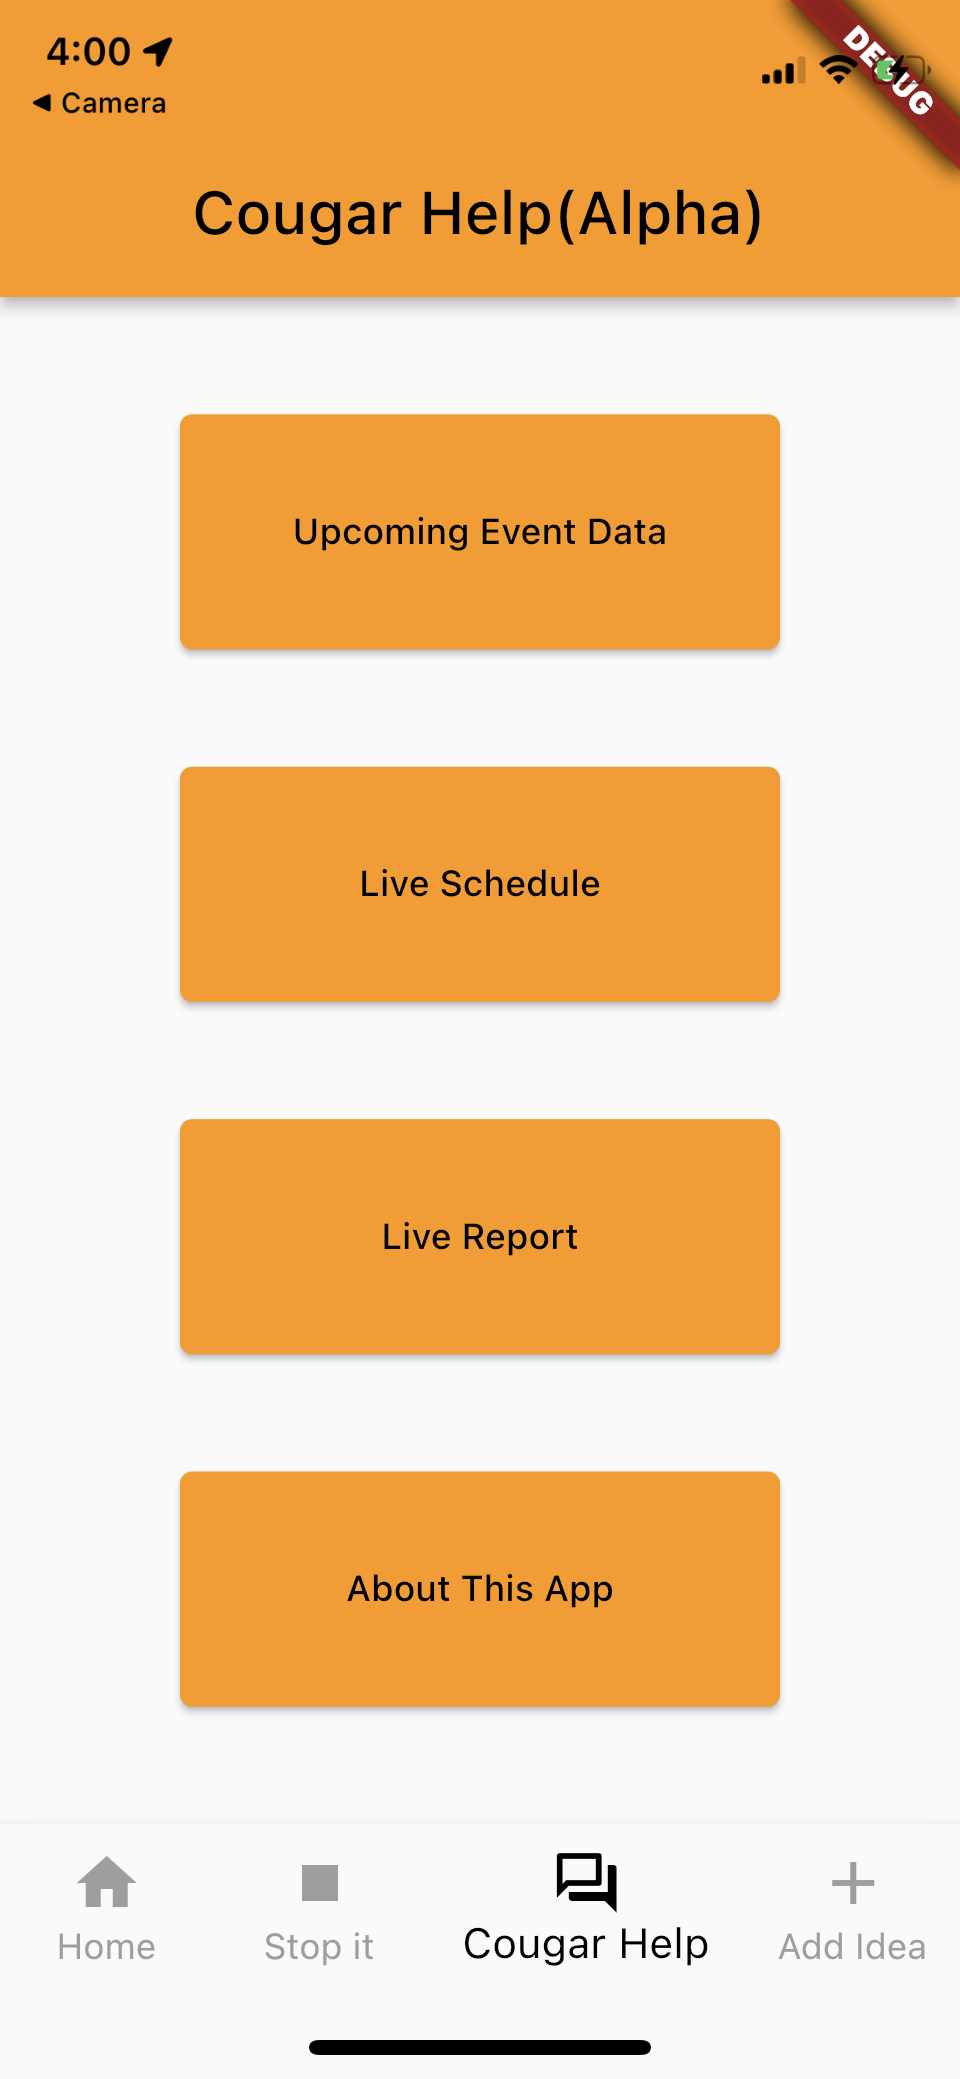 4:00
◀ Camera
DEBUG
Cougar Help(Alpha)
Upcoming Event Data
Live Schedule
Live Report
About This App
Home
Stop it
Cougar Help
Add Idea